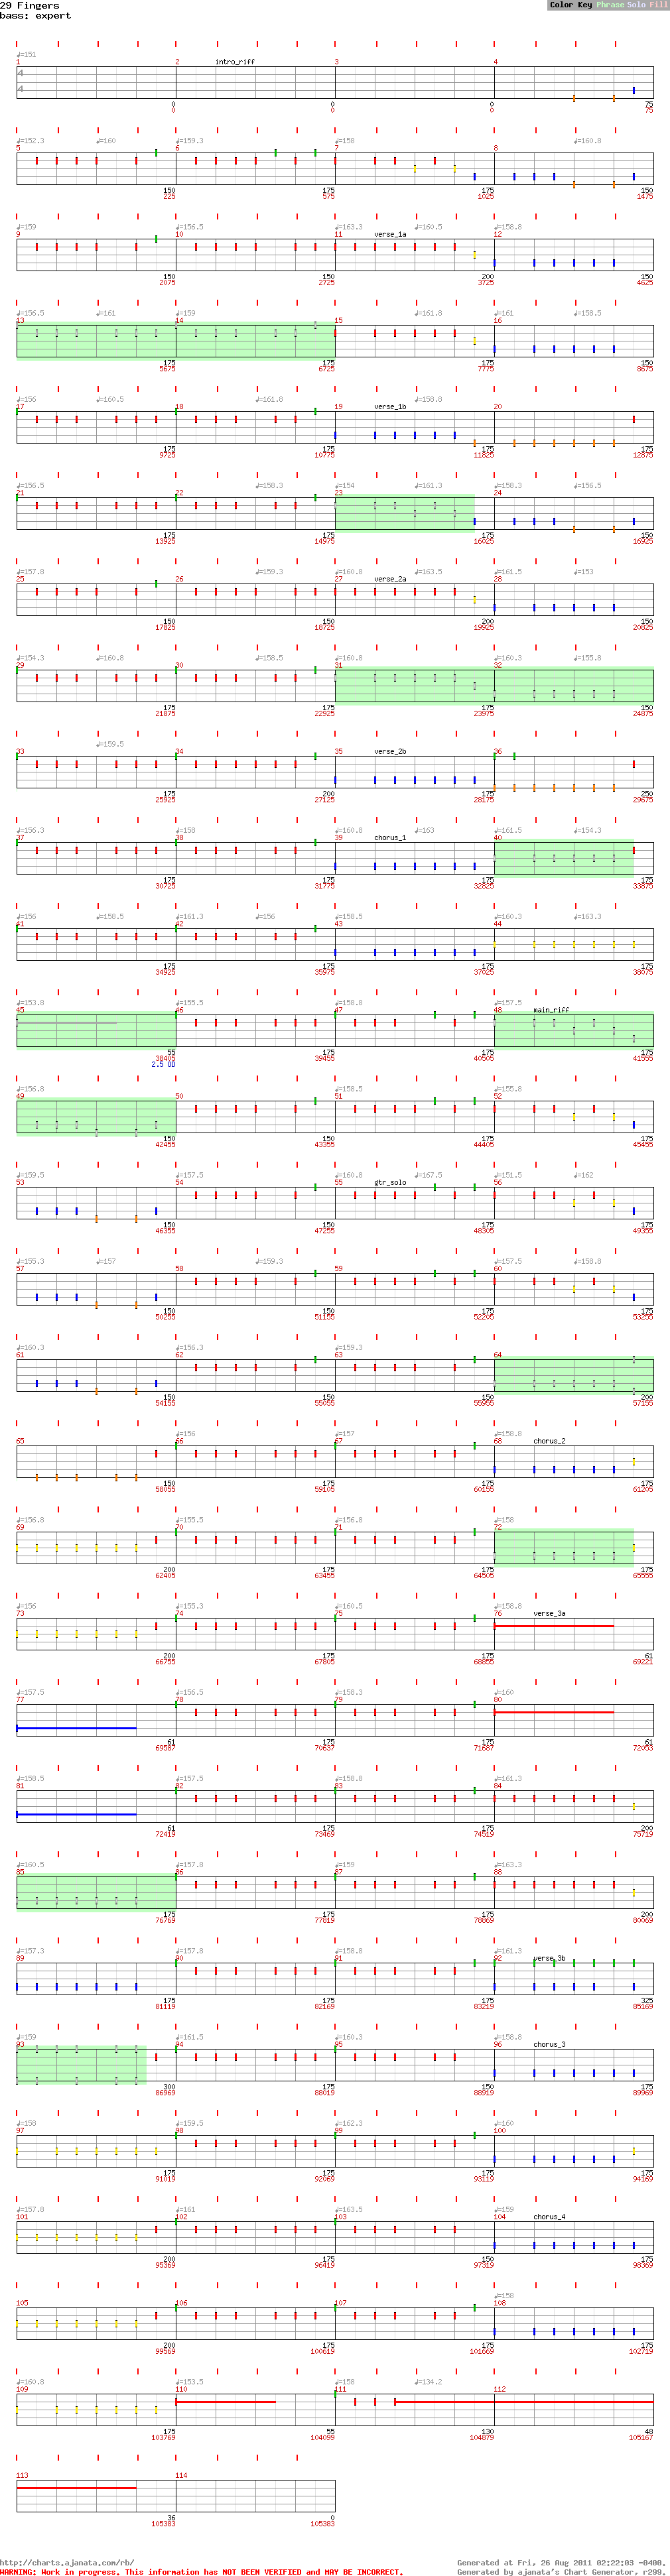 29 Fingers
bass: expert
Color Key Phrase Solo Fill
♩=151
1 2 intro_riff 3 4
4
4
0 0 0 75
0 0 0 75
♩=152.3 ♩=160 ♩=159.3 ♩=158 ♩=160.8
5 6 7 8
150 175 175 150
225 575 1025 1475
♩=159 ♩=156.5 ♩=163.3 ♩=160.5 ♩=158.8
9 10 11 verse_1a 12
150 150 200 150
2075 2725 3725 4625
♩=156.5 ♩=161 ♩=159 ♩=161.8 ♩=161 ♩=158.5
13 14 15 16
175 175 175 150
5675 6725 7775 8675
♩=156 ♩=160.5 ♩=161.8 ♩=158.8
17 18 19 verse_1b 20
175 175 175 175
9725 10775 11825 12875
♩=156.5 ♩=158.3 ♩=154 ♩=161.3 ♩=158.3 ♩=156.5
21 22 23 24
175 175 175 150
13925 14975 16025 16925
♩=157.8 ♩=159.3 ♩=160.8 ♩=163.5 ♩=161.5 ♩=153
25 26 27 verse_2a 28
150 150 200 150
17825 18725 19925 20825
♩=154.3 ♩=160.8 ♩=158.5 ♩=160.8 ♩=160.3 ♩=155.8
29 30 31 32
175 175 175 150
21875 22925 23975 24875
♩=159.5
33 34 35 verse_2b 36
175 200 175 250
25925 27125 28175 29675
♩=156.3 ♩=158 ♩=160.8 ♩=163 ♩=161.5 ♩=154.3
37 38 39 chorus_1 40
175 175 175 175
30725 31775 32825 33875
♩=156 ♩=158.5 ♩=161.3 ♩=156 ♩=158.5 ♩=160.3 ♩=163.3
41 42 43 44
175 175 175 175
34925 35975 37025 38075
♩=153.8 ♩=155.5 ♩=158.8 ♩=157.5
45 46 47 48 main_riff
55 175 175 175
38405 39455 40505 41555
2.5 OD
♩=156.8 ♩=158.5 ♩=155.8
49 50 51 52
150 150 175 175
42455 43355 44405 45455
♩=159.5 ♩=157.5 ♩=160.8 ♩=167.5 ♩=151.5 ♩=162
53 54 55 gtr_solo 56
150 150 175 175
46355 47255 48305 49355
♩=155.3 ♩=157 ♩=159.3 ♩=157.5 ♩=158.8
57 58 59 60
150 150 175 175
50255 51155 52205 53255
♩=160.3 ♩=156.3 ♩=159.3
61 62 63 64
150 150 150 200
54155 55055 55955 57155
♩=156 ♩=157 ♩=158.8
65 66 67 68 chorus_2
150 175 175 175
58055 59105 60155 61205
♩=156.8 ♩=155.5 ♩=156.8 ♩=158
69 70 71 72
200 175 175 175
62405 63455 64505 65555
♩=156 ♩=155.3 ♩=160.5 ♩=158.8
73 74 75 76 verse_3a
200 175 175 61
66755 67805 68855 69221
♩=157.5 ♩=156.5 ♩=158.3 ♩=160
77 78 79 80
61 175 175 61
69587 70637 71687 72053
♩=158.5 ♩=157.5 ♩=158.8 ♩=161.3
81 82 83 84
61 175 175 200
72419 73469 74519 75719
♩=160.5 ♩=157.8 ♩=159 ♩=163.3
85 86 87 88
175 175 175 200
76769 77819 78869 80069
♩=157.3 ♩=157.8 ♩=158.8 ♩=161.3
89 90 91 92 verse_3b
175 175 175 325
81119 82169 83219 85169
♩=159 ♩=161.5 ♩=160.3 ♩=158.8
93 94 95 96 chorus_3
300 175 150 175
86969 88019 88919 89969
♩=158 ♩=159.5 ♩=162.3 ♩=160
97 98 99 100
175 175 175 175
91019 92069 93119 94169
♩=157.8 ♩=161 ♩=163.5 ♩=159
101 102 103 104 chorus_4
200 175 150 175
95369 96419 97319 98369
♩=158
105 106 107 108
200 175 175 175
99569 100619 101669 102719
♩=160.8 ♩=153.5 ♩=158 ♩=134.2
109 110 111 112
175 55 130 48
103769 104099 104879 105167
113 114
36 0
105383 105383
http://charts.ajanata.com/rb/
Generated at Fri, 26 Aug 2011 02:22:03 -0400.
WARNING: Work in progress. This information has NOT BEEN VERIFIED and MAY BE INCORRECT.
Generated by ajanata's Chart Generator, r299.